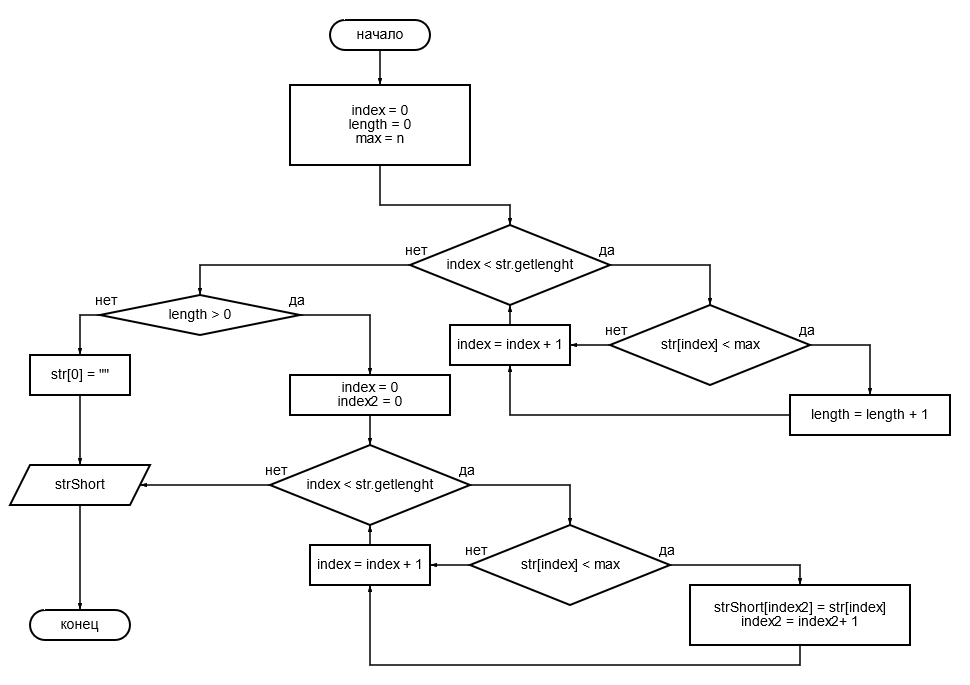 начало
index = 0
length = 0
max = n
нет
да
index < str.getlenght
нет
да
length > 0
нет
да
index = index + 1
str[index] < max
str[0] = ""
index = 0
index2 = 0
length = length + 1
нет
да
strShort
index < str.getlenght
нет
да
index = index + 1
str[index] < max
strShort[index2] = str[index]
index2 = index2+ 1
конец